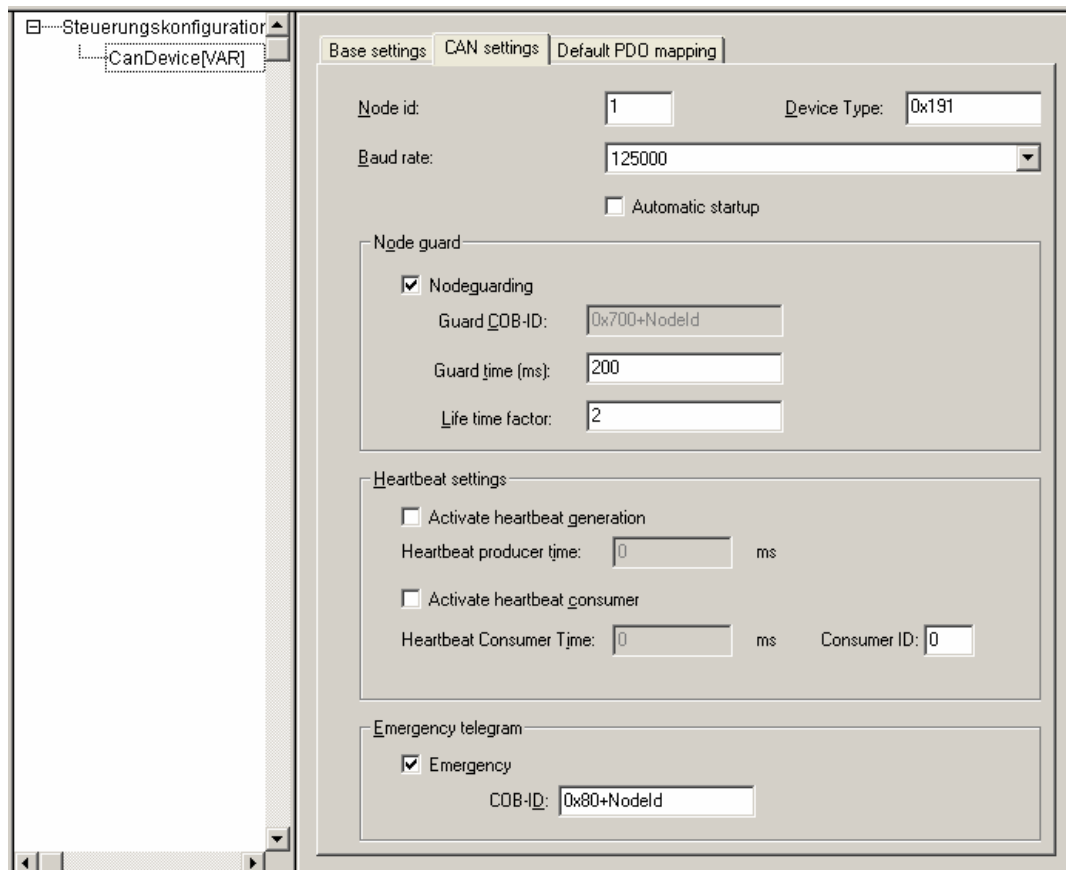 Steuerungskonfiguration
CanDevice[VAR]
Base settings CAN settings Default PDO mapping
Node id: 1 Device Type: 0x191
Baud rate: 125000
Automatic startup
Node guard
Nodeguarding
Guard COB-ID: 0x700+NodeId
Guard time (ms): 200
Life time factor: 2
Heartbeat settings
Activate heartbeat generation
Heartbeat producer time: 0 ms
Activate heartbeat consumer
Heartbeat Consumer Time: 0 ms Consumer ID: 0
Emergency telegram
Emergency
COB-ID: 0x80+NodeId